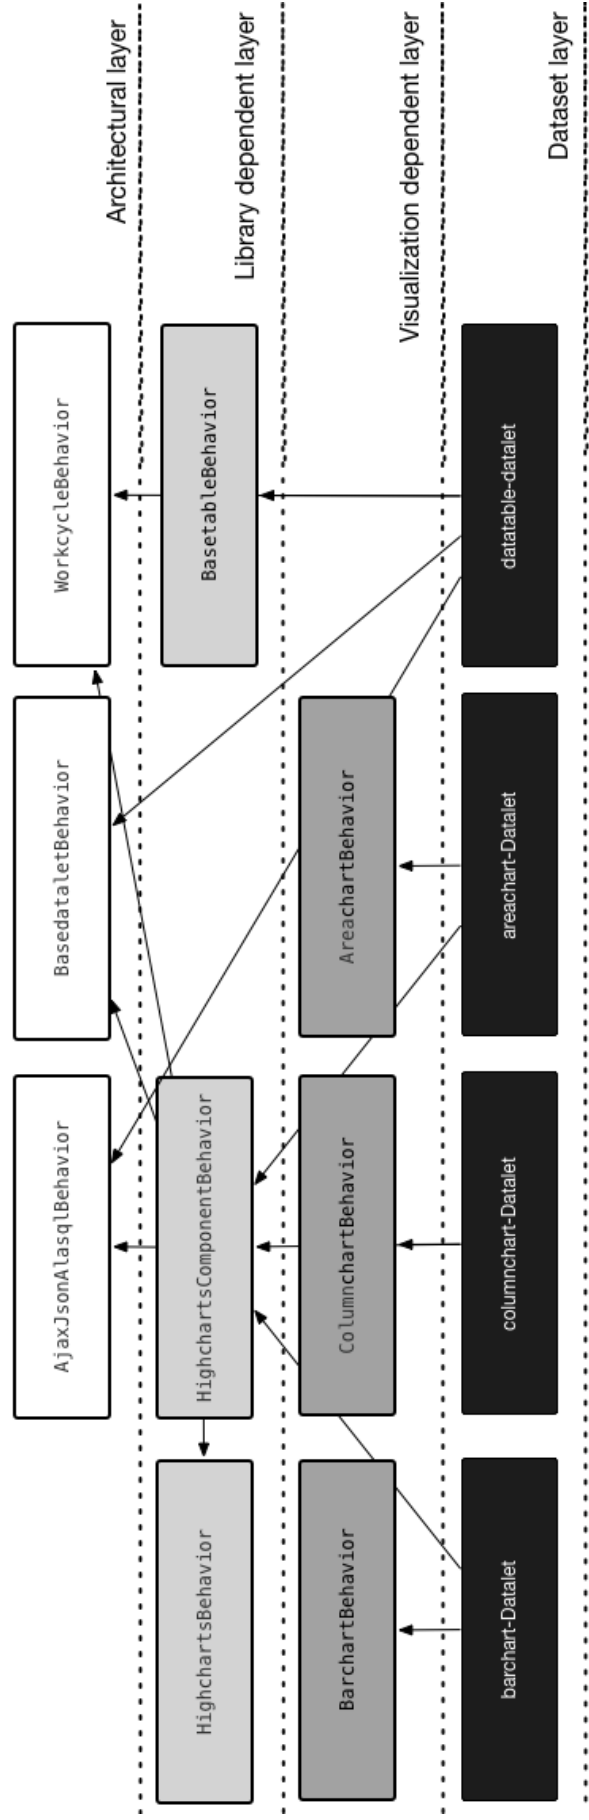 AjaxJsonAlasqlBehavior
BasedataletBehavior
WorkcycleBehavior
Architectural layer
HighchartsBehavior
HighchartsComponentBehavior
BasetableBehavior
Library dependent layer
BarchartBehavior
ColumnchartBehavior
AreachartBehavior
Visualization dependent layer
barchart-Datalet
columnchart-Datalet
areachart-Datalet
datatable-datalet
Dataset layer